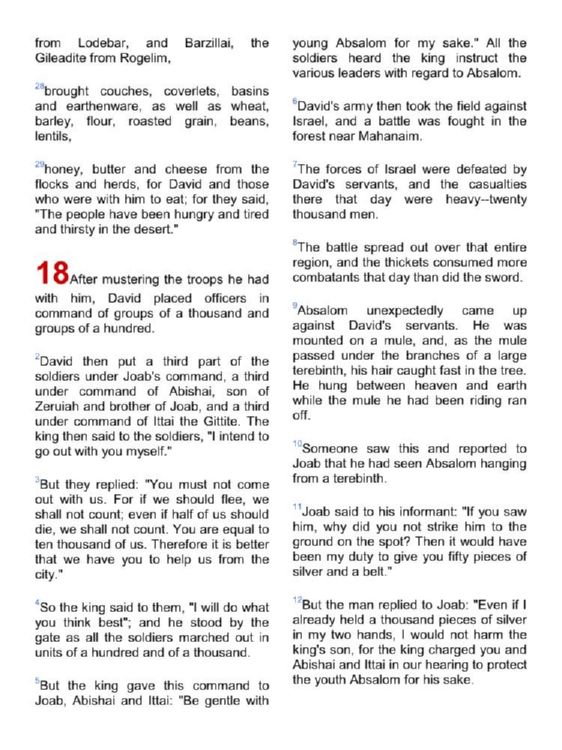 from Lodebar, and Barzillai, the
Gileadite from Rogelim,
28brought couches, coverlets, basins
and earthenware, as well as wheat,
barley, flour, roasted grain, beans,
lentils,
29honey, butter and cheese from the
flocks and herds, for David and those
who were with him to eat; for they said,
"The people have been hungry and tired
and thirsty in the desert."
18After mustering the troops he had
with him, David placed officers in
command of groups of a thousand and
groups of a hundred.
2David then put a third part of the
soldiers under Joab's command, a third
under command of Abishai, son of
Zeruiah and brother of Joab, and a third
under command of Ittai the Gittite. The
king then said to the soldiers, "I intend to
go out with you myself."
3But they replied: "You must not come
out with us. For if we should flee, we
shall not count; even if half of us should
die, we shall not count. You are equal to
ten thousand of us. Therefore it is better
that we have you to help us from the
city."
4So the king said to them, "I will do what
you think best"; and he stood by the
gate as all the soldiers marched out in
units of a hundred and of a thousand.
5But the king gave this command to
Joab, Abishai and Ittai: "Be gentle with
young Absalom for my sake." All the
soldiers heard the king instruct the
various leaders with regard to Absalom.
6David's army then took the field against
Israel, and a battle was fought in the
forest near Mahanaim.
7The forces of Israel were defeated by
David's servants, and the casualties
there that day were heavy--twenty
thousand men.
8The battle spread out over that entire
region, and the thickets consumed more
combatants that day than did the sword.
9Absalom unexpectedly came up
against David's servants. He was
mounted on a mule, and, as the mule
passed under the branches of a large
terebinth, his hair caught fast in the tree.
He hung between heaven and earth
while the mule he had been riding ran
off.
10Someone saw this and reported to
Joab that he had seen Absalom hanging
from a terebinth.
11Joab said to his informant: "If you saw
him, why did you not strike him to the
ground on the spot? Then it would have
been my duty to give you fifty pieces of
silver and a belt."
12But the man replied to Joab: "Even if I
already held a thousand pieces of silver
in my two hands, I would not harm the
king's son, for the king charged you and
Abishai and Ittai in our hearing to protect
the youth Absalom for his sake.